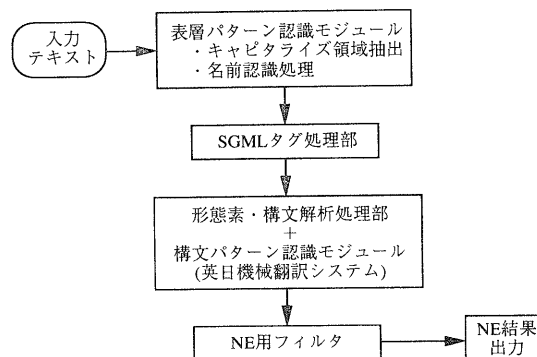 入力
テキスト
表層パターン認識モジュール
・キャピタライズ領域抽出
・名前認識処理
SGMLタグ処理部
形態素・構文解析処理部
+
構文パターン認識モジュール
(英日機械翻訳システム)
NE用フィルタ
NE結果
出力